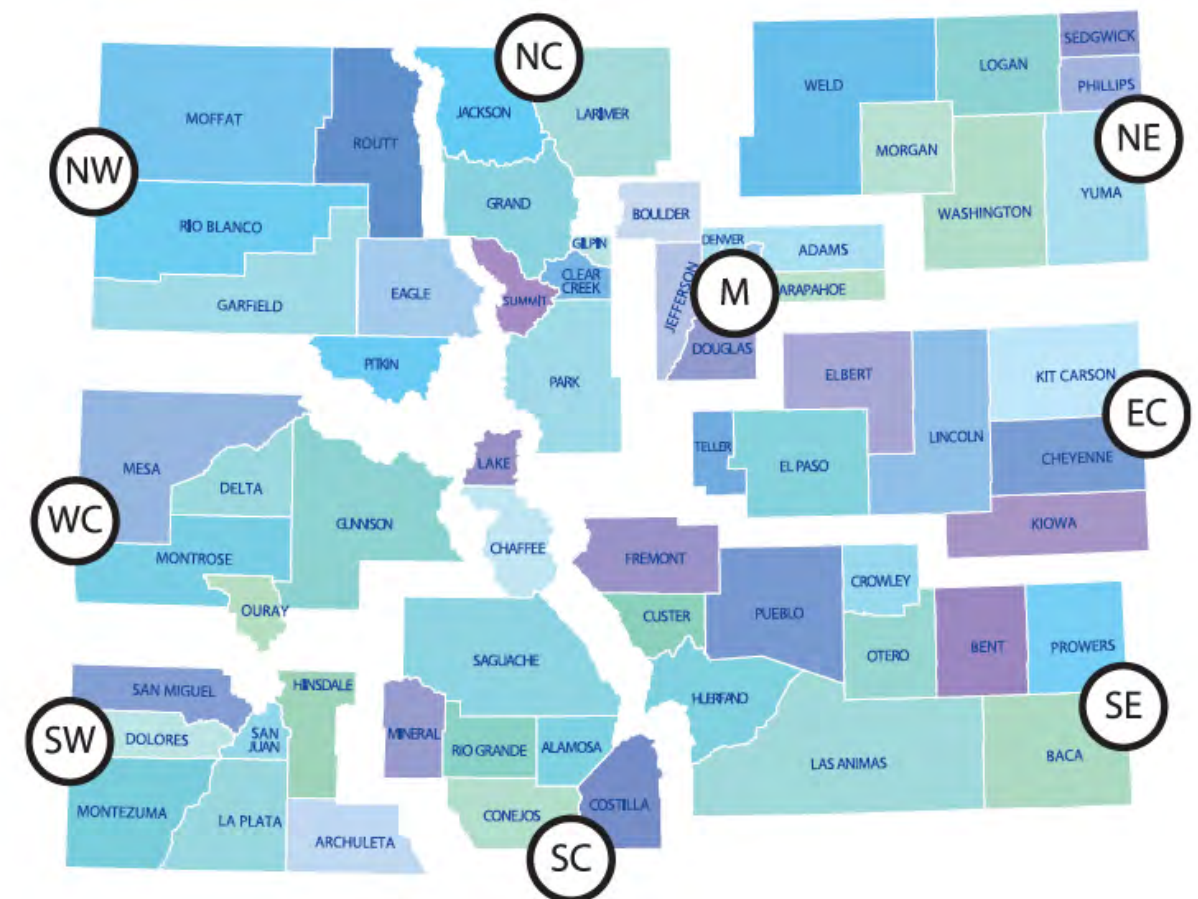 NC
SEDGWICK
LOGAN
WELD
PHILLIPS
JACKSON
LARIMER
MOFFAT
ROUTT
NE
MORGAN
NW
YUMA
GRAND
BOULDER
WASHINGTON
RIO BLANCO
DENVER
GILPIN
ADAMS
CLEAR
CREEK
M
ARAPAHOE
EAGLE
SUMMIT
JEFFERSON
GARFIELD
DOUGLAS
PITKIN
PARK
ELBERT
KIT CARSON
EC
LINCOLN
TELLER
CHEYENNE
LAKE
EL PASO
MESA
DELTA
WC
GUNNISON
KIOWA
CHAFFEE
MONTROSE
FREMONT
CROWLEY
OURAY
CUSTER
PUEBLO
BENT
PROWERS
OTERO
SAGUACHE
HINSDALE
SAN MIGUEL
HUERFANO
SE
SW
DOLORES
SAN
JUAN
MINERAL
RIO GRANDE
ALAMOSA
BACA
LAS ANIMAS
COSTILLA
MONTEZUMA
CONEJOS
LA PLATA
ARCHULETA
SC